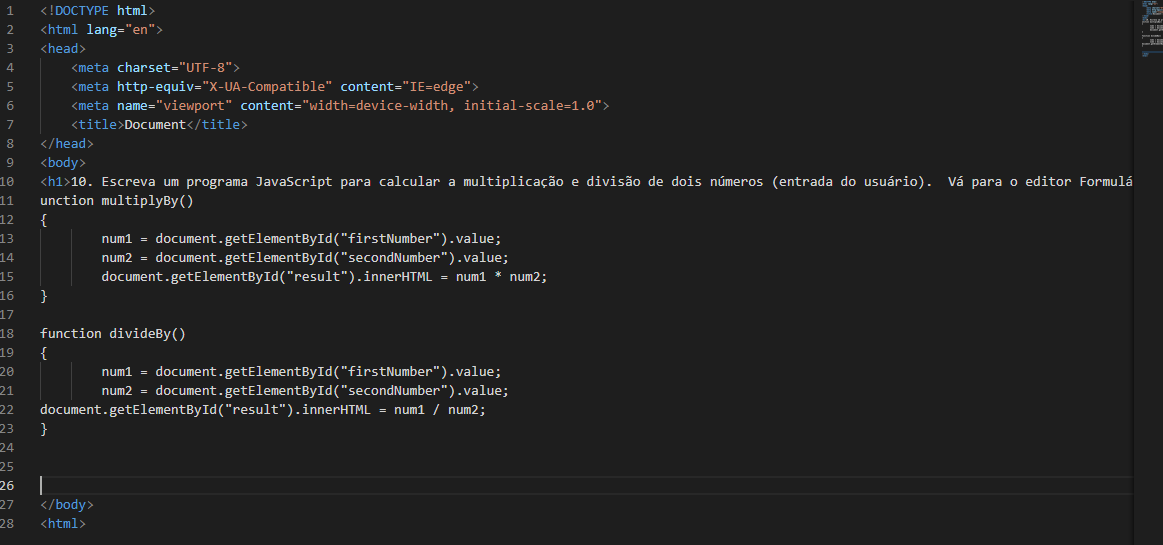 1 <!DOCTYPE html>
2 <html lang="en">
3 <head>
4     <meta charset="UTF-8">
5     <meta http-equiv="X-UA-Compatible" content="IE=edge">
6     <meta name="viewport" content="width=device-width, initial-scale=1.0">
7     <title>Document</title>
8 </head>
9 <body>
10 <h1>10. Escreva um programa JavaScript para calcular a multiplicação e divisão de dois números (entrada do usuário).  Vá para o editor Formulá
11 unction multiplyBy()
12 {
13         num1 = document.getElementById("firstNumber").value;
14         num2 = document.getElementById("secondNumber").value;
15         document.getElementById("result").innerHTML = num1 * num2;
16 }
17
18 function divideBy()
19 {
20         num1 = document.getElementById("firstNumber").value;
21         num2 = document.getElementById("secondNumber").value;
22 document.getElementById("result").innerHTML = num1 / num2;
23 }
24
25
26
27 </body>
28 <html>